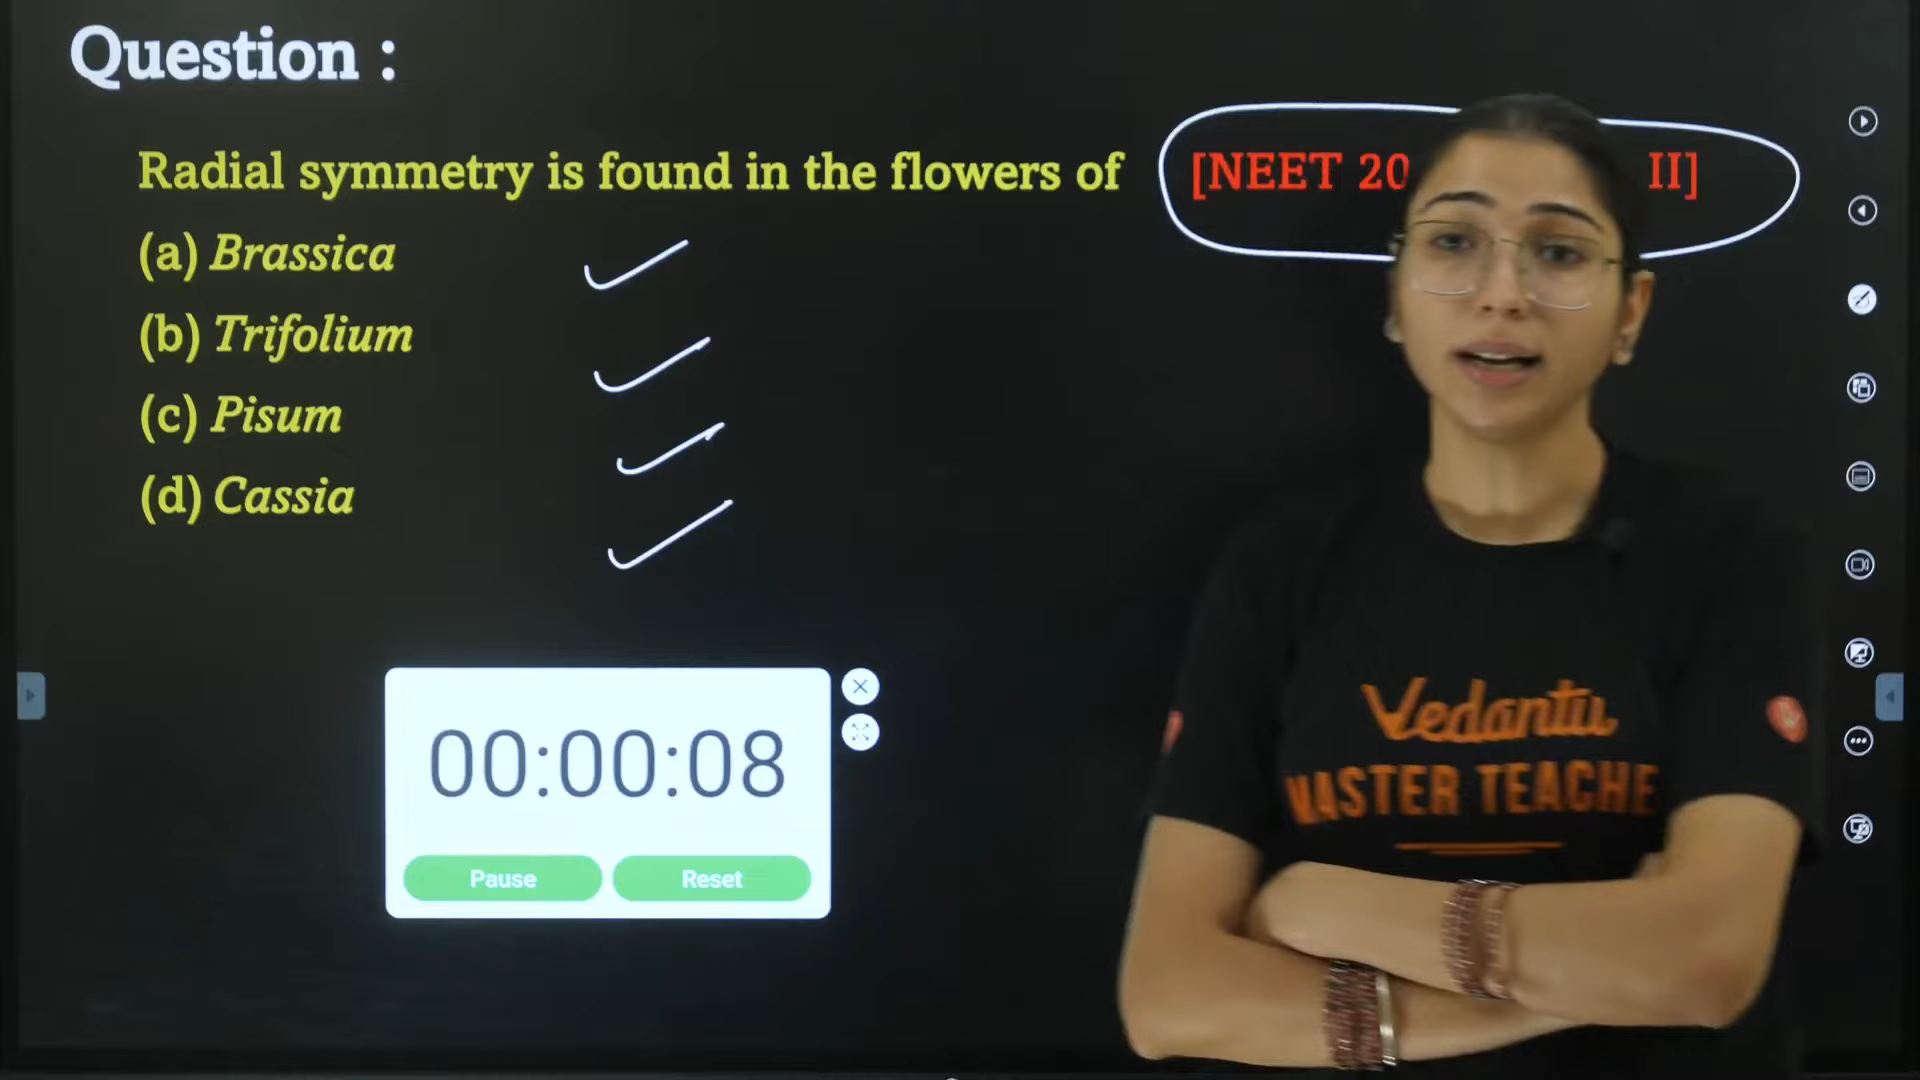 Question :
Radial symmetry is found in the flowers of [NEET 20 II]
(a) Brassica
(b) Trifolium
(c) Pisum
(d) Cassia
00:00:08
Pause Reset
Vedantu
MASTER TEACHE